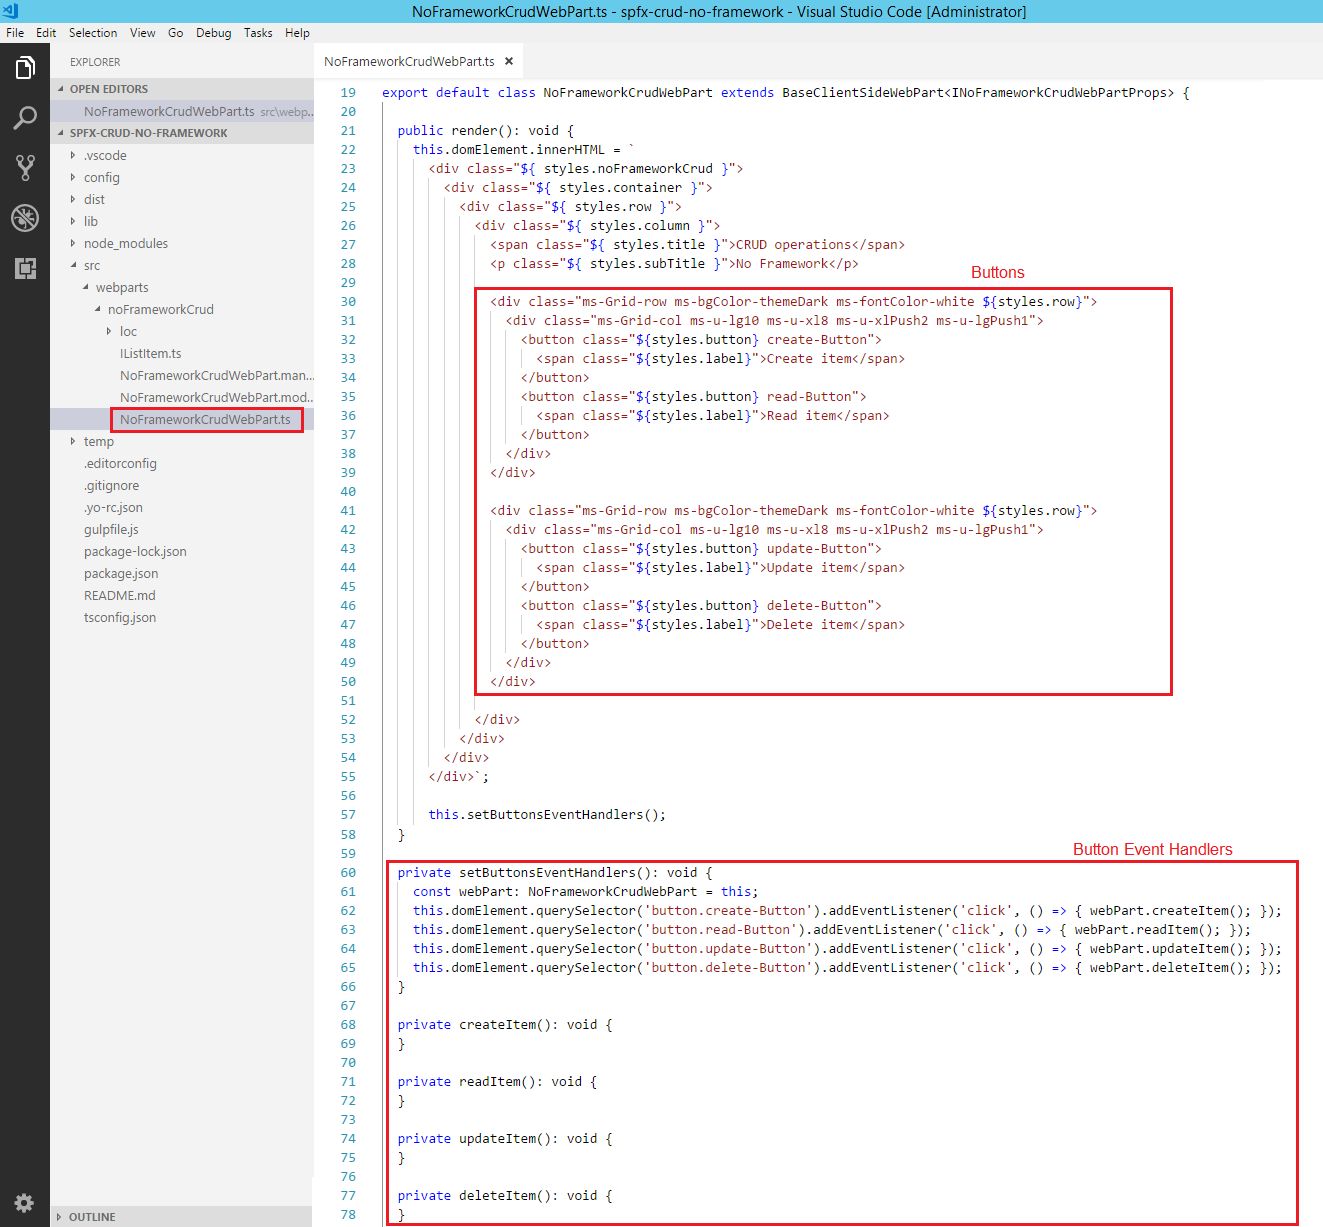 NoFrameworkCrudWebPart.ts - spfx-crud-no-framework - Visual Studio Code [Administrator]
File Edit Selection View Go Debug Tasks Help
EXPLORER
OPEN EDITORS
NoFrameworkCrudWebPart.ts src\webp...
SPFX-CRUD-NO-FRAMEWORK
.vscode
config
dist
lib
node_modules
src
webparts
noFrameworkCrud
loc
IListItem.ts
NoFrameworkCrudWebPart.man...
NoFrameworkCrudWebPart.mod...
NoFrameworkCrudWebPart.ts
temp
.editorconfig
.gitignore
.yo-rc.json
gulpfile.js
package-lock.json
package.json
README.md
tsconfig.json
OUTLINE
NoFrameworkCrudWebPart.ts ×
19 export default class NoFrameworkCrudWebPart extends BaseClientSideWebPart<INoFrameworkCrudWebPartProps> {
20
21 public render(): void {
22 this.domElement.innerHTML = `
23 <div class="${ styles.noFrameworkCrud }">
24 <div class="${ styles.container }">
25 <div class="${ styles.row }">
26 <div class="${ styles.column }">
27 <span class="${ styles.title }">CRUD operations</span>
28 <p class="${ styles.subTitle }">No Framework</p>
Buttons
29
30 <div class="ms-Grid-row ms-bgColor-themeDark ms-fontColor-white ${styles.row}">
31 <div class="ms-Grid-col ms-u-lg10 ms-u-xl8 ms-u-xlPush2 ms-u-lgPush1">
32 <button class="${styles.button} create-Button">
33 <span class="${styles.label}">Create item</span>
34 </button>
35 <button class="${styles.button} read-Button">
36 <span class="${styles.label}">Read item</span>
37 </button>
38 </div>
39 </div>
40
41 <div class="ms-Grid-row ms-bgColor-themeDark ms-fontColor-white ${styles.row}">
42 <div class="ms-Grid-col ms-u-lg10 ms-u-xl8 ms-u-xlPush2 ms-u-lgPush1">
43 <button class="${styles.button} update-Button">
44 <span class="${styles.label}">Update item</span>
45 </button>
46 <button class="${styles.button} delete-Button">
47 <span class="${styles.label}">Delete item</span>
48 </button>
49 </div>
50 </div>
51
52 </div>
53 </div>
54 </div>
55 </div>`;
56
57 this.setButtonsEventHandlers();
58 }
59
Button Event Handlers
60 private setButtonsEventHandlers(): void {
61 const webPart: NoFrameworkCrudWebPart = this;
62 this.domElement.querySelector('button.create-Button').addEventListener('click', () => { webPart.createItem(); });
63 this.domElement.querySelector('button.read-Button').addEventListener('click', () => { webPart.readItem(); });
64 this.domElement.querySelector('button.update-Button').addEventListener('click', () => { webPart.updateItem(); });
65 this.domElement.querySelector('button.delete-Button').addEventListener('click', () => { webPart.deleteItem(); });
66 }
67
68 private createItem(): void {
69 }
70
71 private readItem(): void {
72 }
73
74 private updateItem(): void {
75 }
76
77 private deleteItem(): void {
78 }